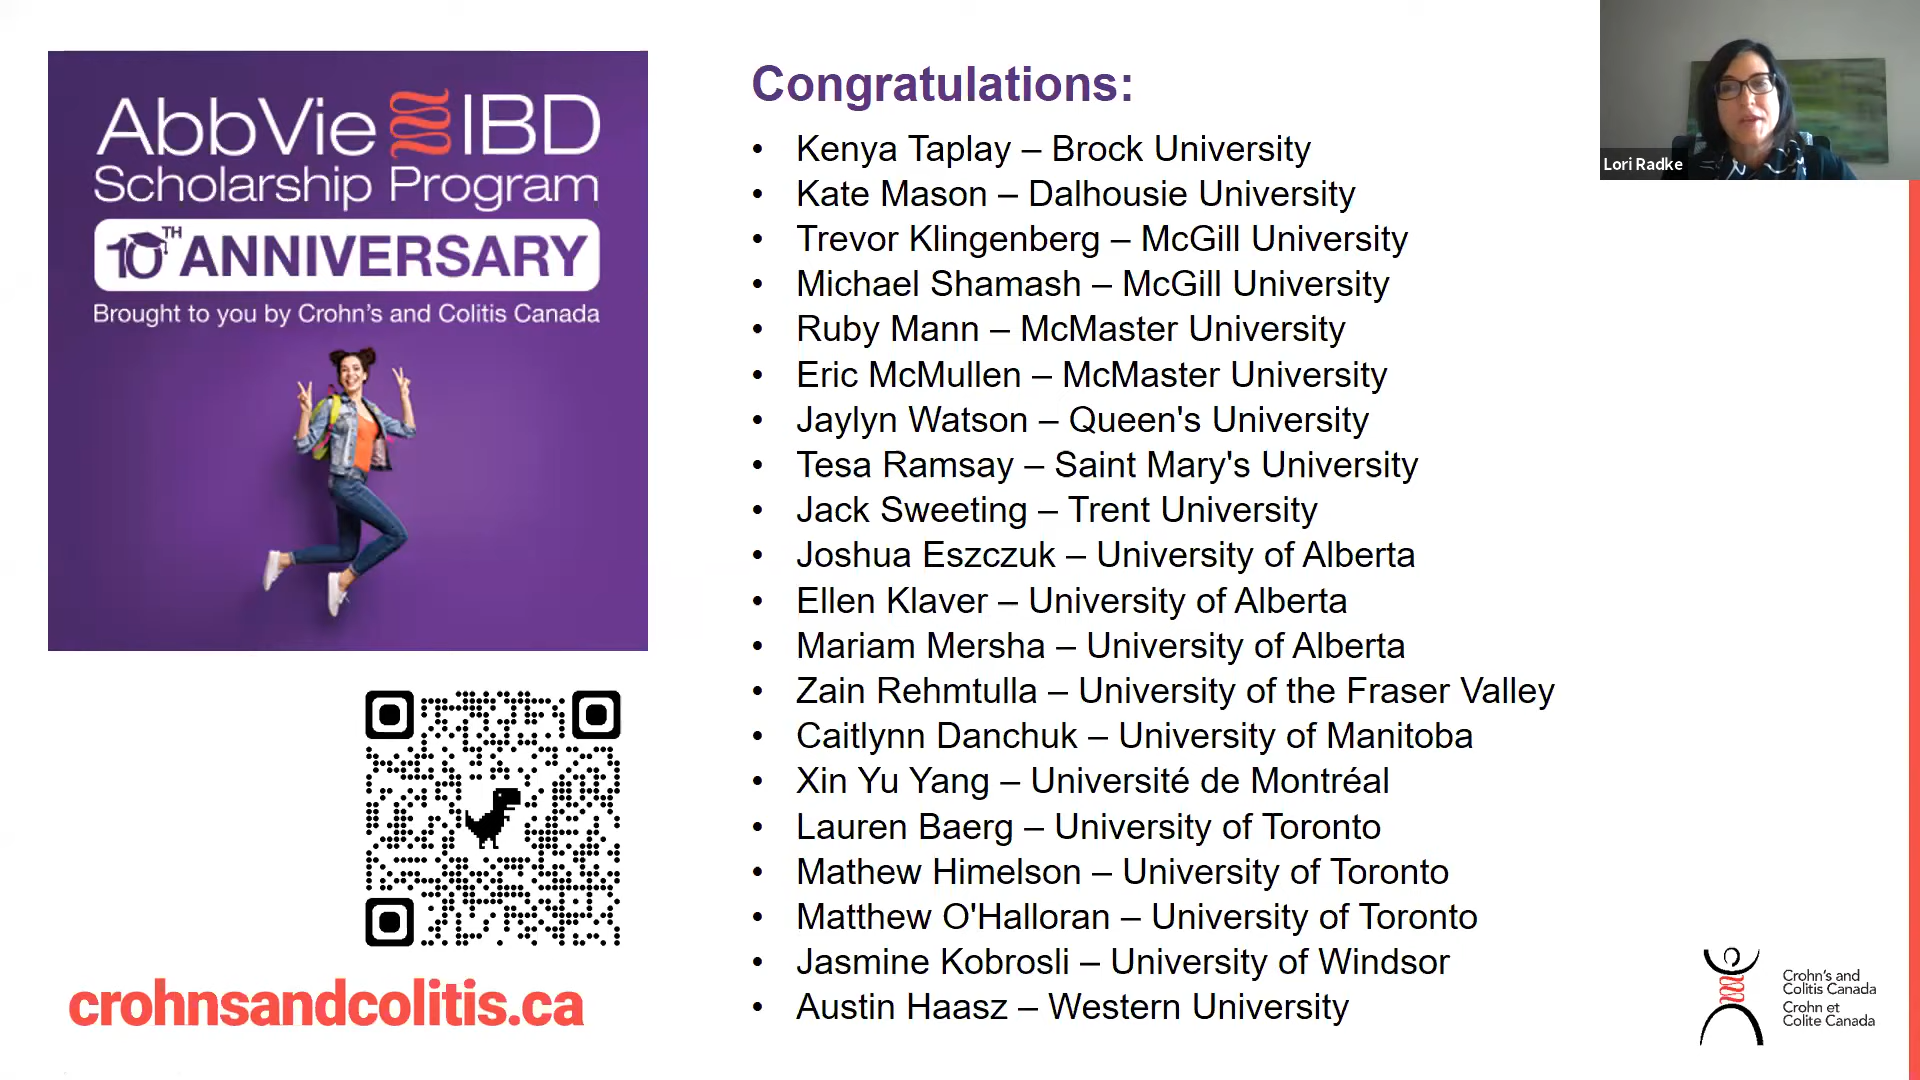 AbbVie IBD
Scholarship Program
10TH ANNIVERSARY
Brought to you by Crohn's and Colitis Canada
crohnsandcolitis.ca
Congratulations:
• Kenya Taplay – Brock University
• Kate Mason – Dalhousie University
• Trevor Klingenberg – McGill University
• Michael Shamash – McGill University
• Ruby Mann – McMaster University
• Eric McMullen – McMaster University
• Jaylyn Watson – Queen's University
• Tesa Ramsay – Saint Mary's University
• Jack Sweeting – Trent University
• Joshua Eszczuk – University of Alberta
• Ellen Klaver – University of Alberta
• Mariam Mersha – University of Alberta
• Zain Rehmtulla – University of the Fraser Valley
• Caitlynn Danchuk – University of Manitoba
• Xin Yu Yang – Université de Montréal
• Lauren Baerg – University of Toronto
• Mathew Himelson – University of Toronto
• Matthew O'Halloran – University of Toronto
• Jasmine Kobrosli – University of Windsor
• Austin Haasz – Western University
Lori Radke
Crohn's and
Colitis Canada
Crohn et
Colite Canada